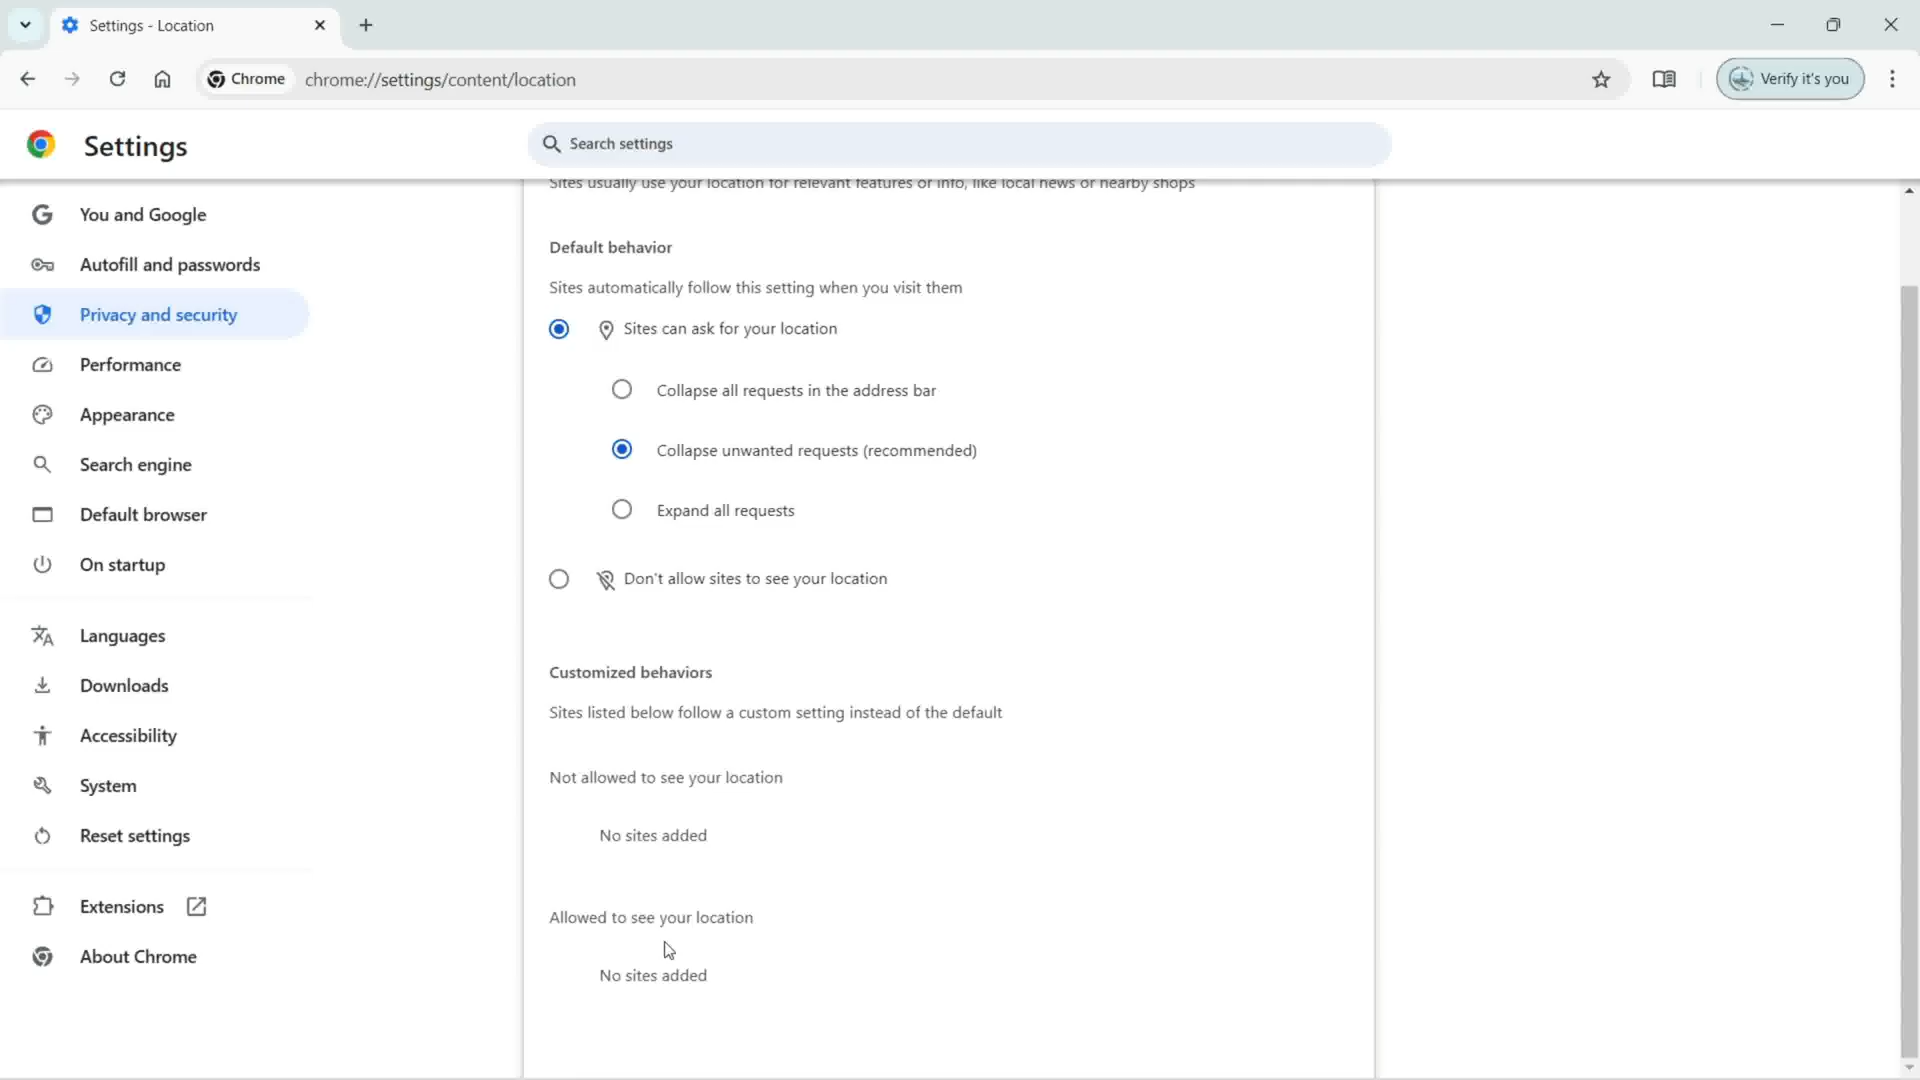 Settings - Location
Chrome
chrome://settings/content/location
Verify it's you
Settings
Search settings
Sites usually use your location for relevant features or info, like local news or nearby shops
You and Google
Autofill and passwords
Privacy and security
Performance
Appearance
Search engine
Default browser
On startup
Languages
Downloads
Accessibility
System
Reset settings
Extensions
About Chrome
Default behavior
Sites automatically follow this setting when you visit them
Sites can ask for your location
Collapse all requests in the address bar
Collapse unwanted requests (recommended)
Expand all requests
Don't allow sites to see your location
Customized behaviors
Sites listed below follow a custom setting instead of the default
Not allowed to see your location
No sites added
Allowed to see your location
No sites added